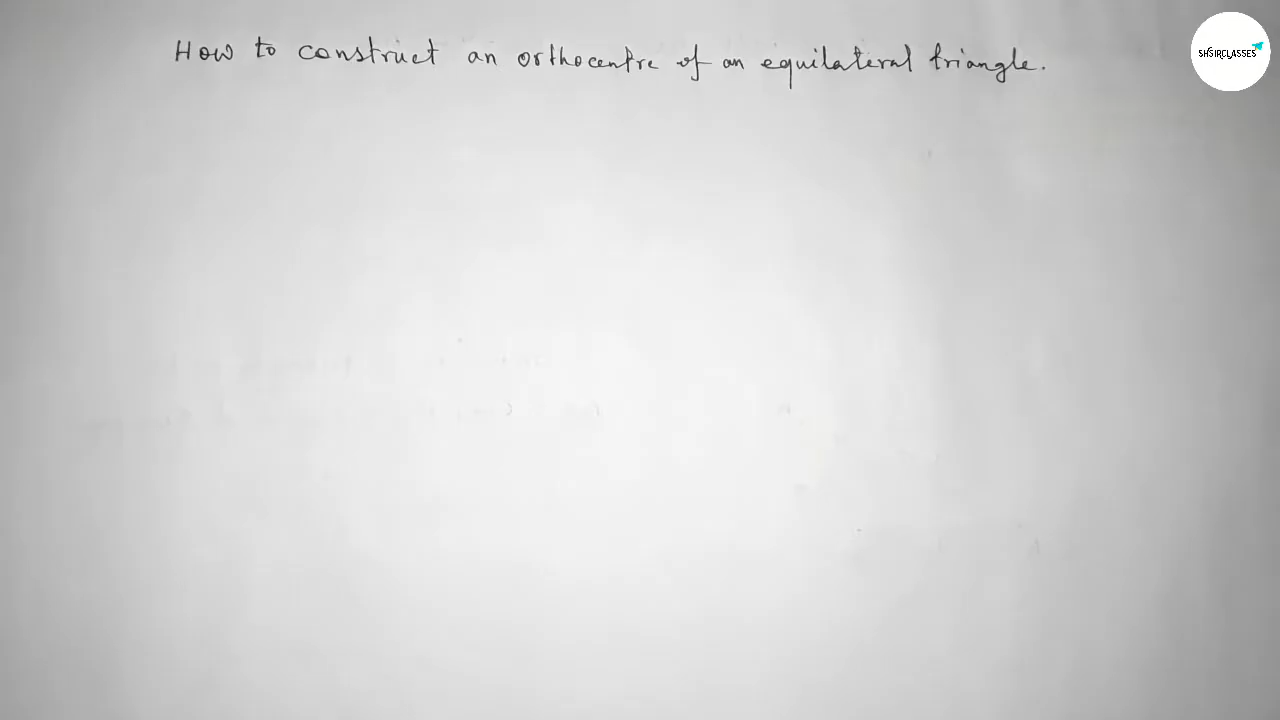 How to construct an orthocentre of an equilateral triangle.
SHSIRCLASSES